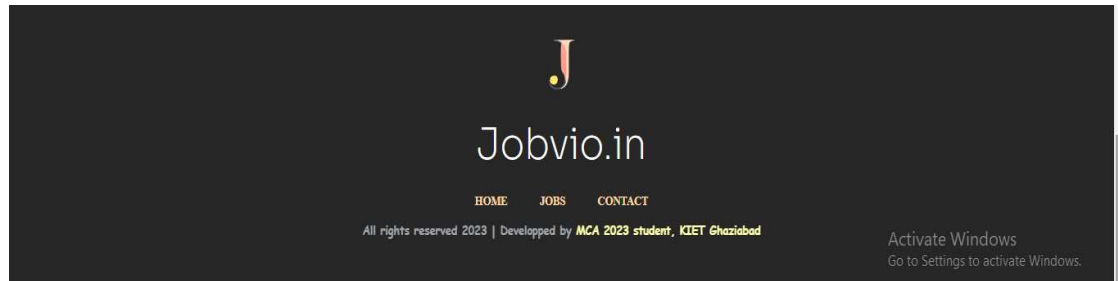 J
Jobvio.in
HOME JOBS CONTACT
All rights reserved 2023 | Developped by MCA 2023 student, KIET Ghaziabad
Activate Windows
Go to Settings to activate Windows.